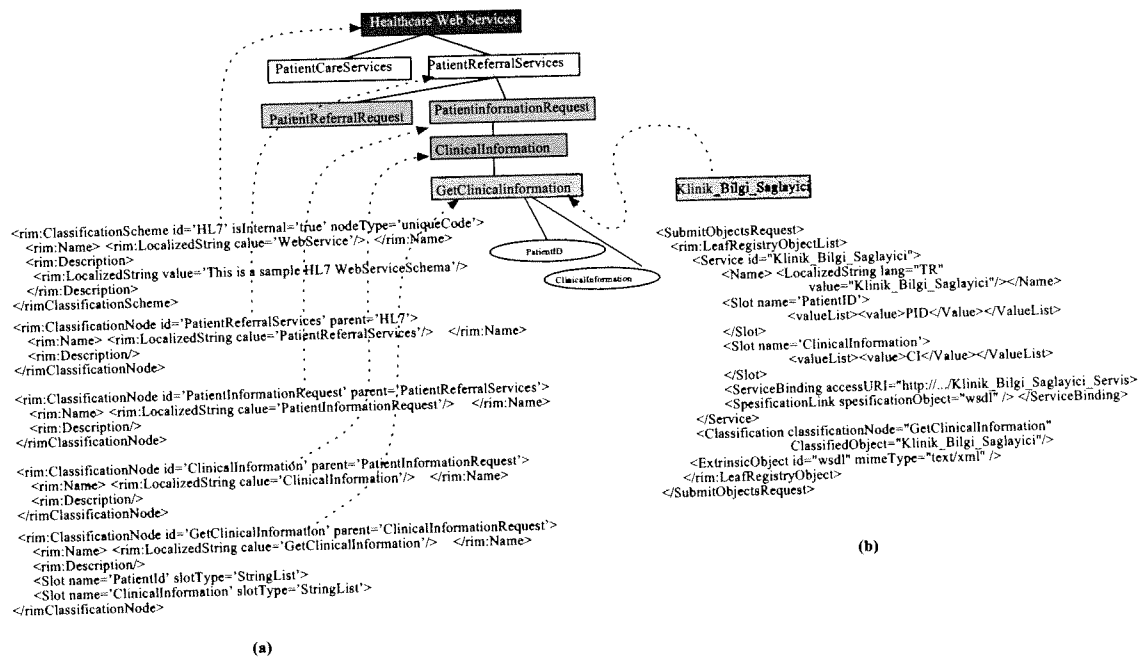 Healthcare Web Services
PatientCareServices
PatientReferralServices
PatientReferralRequest
PatientinformationRequest
ClinicalInformation
GetClinicalinformation
PatientID
ClinicalInformation
Klinik_Bilgi_Saglayici
<rim:ClassificationScheme id='HL7' isInternal='true' nodeType='uniqueCode'>
<rim:Name> <rim:LocalizedString calue='WebService'/> </rim:Name>
<rim:Description>
<rim:LocalizedString value='This is a sample HL7 WebServiceSchema'/>
</rim:Description>
</rimClassificationScheme>
<rim:ClassificationNode id='PatientReferralServices' parent='HL7'>
<rim:Name> <rim:LocalizedString calue='PatientReferralServices'/> </rim:Name>
<rim:Description/>
</rimClassificationNode>
<rim:ClassificationNode id='PatientInformationRequest' parent='PatientReferralServices'>
<rim:Name> <rim:LocalizedString calue='PatientInformationRequest'/> </rim:Name>
<rim:Description/>
</rimClassificationNode>
<rim:ClassificationNode id='ClinicalInformation' parent='PatientInformationRequest'>
<rim:Name> <rim:LocalizedString calue='ClinicalInformation'/> </rim:Name>
<rim:Description/>
</rimClassificationNode>
<rim:ClassificationNode id='GetClinicalInformation' parent='ClinicalInformationRequest'>
<rim:Name> <rim:LocalizedString calue='GetClinicalInformation'/> </rim:Name>
<rim:Description/>
<Slot name='PatientId' slotType='StringList'>
<Slot name='ClinicalInformation' slotType='StringList'>
</rimClassificationNode>
(a)
<SubmitObjectsRequest>
<rim:LeafRegistryObjectList>
<Service id="Klinik_Bilgi_Saglayici">
<Name> <LocalizedString lang="TR"
value="Klinik_Bilgi_Saglayici"/></Name>
<Slot name='PatientID'>
<valueList><value>PID</Value></ValueList>
</Slot>
<Slot name='ClinicalInformation'>
<valueList><value>CI</Value></ValueList>
</Slot>
<ServiceBinding accessURI="http://.../Klinik_Bilgi_Saglayici_Servis>
<SpesificationLink spesificationObject="wsdl" /> </ServiceBinding>
</Service>
<Classification classificationNode="GetClinicalInformation"
ClassifiedObject="Klinik_Bilgi_Saglayici"/>
<ExtrinsicObject id="wsdl" mimeType="text/xml" />
</rim:LeafRegistryObject>
</SubmitObjectsRequest>
(b)